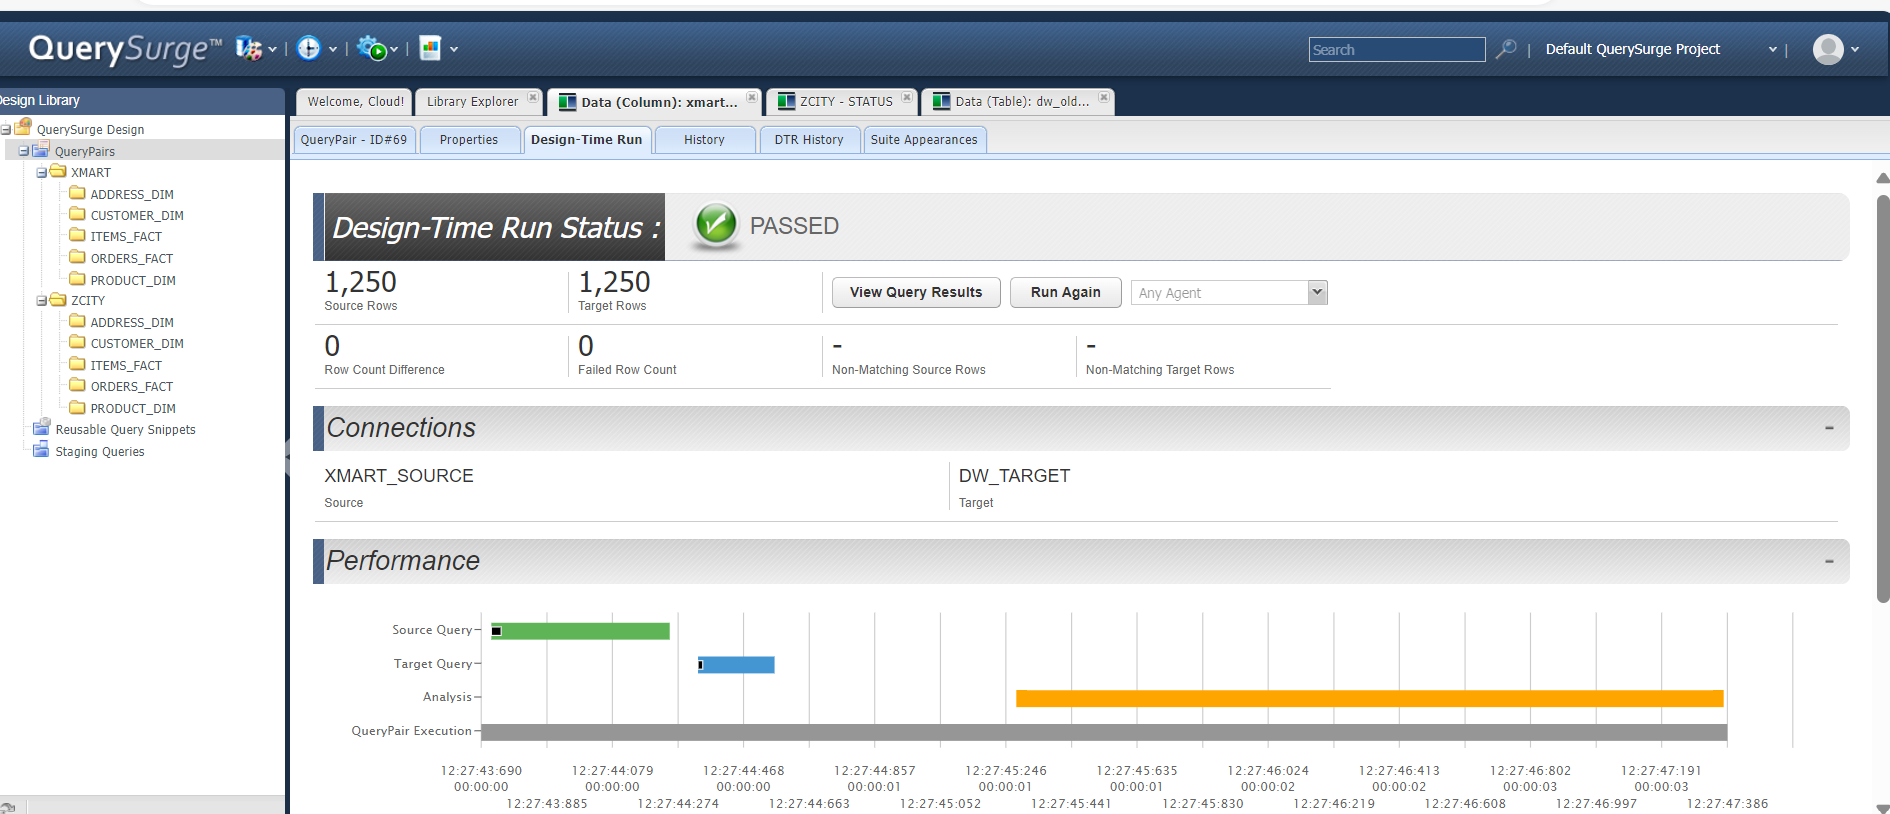 QuerySurge™
Search
Default QuerySurge Project
Design Library
QuerySurge Design
QueryPairs
XMART
ADDRESS_DIM
CUSTOMER_DIM
ITEMS_FACT
ORDERS_FACT
PRODUCT_DIM
ZCITY
ADDRESS_DIM
CUSTOMER_DIM
ITEMS_FACT
ORDERS_FACT
PRODUCT_DIM
Reusable Query Snippets
Staging Queries
Welcome, Cloud!
Library Explorer
Data (Column): xmart...
ZCITY - STATUS
Data (Table): dw_old...
QueryPair - ID#69
Properties
Design-Time Run
History
DTR History
Suite Appearances
Design-Time Run Status :
PASSED
1,250
Source Rows
1,250
Target Rows
View Query Results
Run Again
Any Agent
0
Row Count Difference
0
Failed Row Count
-
Non-Matching Source Rows
-
Non-Matching Target Rows
Connections
-
XMART_SOURCE
Source
DW_TARGET
Target
Performance
-
Source Query
Target Query
Analysis
QueryPair Execution
12:27:43:690 12:27:44:079 12:27:44:468 12:27:44:857 12:27:45:246 12:27:45:635 12:27:46:024 12:27:46:413 12:27:46:802 12:27:47:191
00:00:00 00:00:00 00:00:00 00:00:01 00:00:01 00:00:01 00:00:02 00:00:02 00:00:03 00:00:03
12:27:43:885 12:27:44:274 12:27:44:663 12:27:45:052 12:27:45:441 12:27:45:830 12:27:46:219 12:27:46:608 12:27:46:997 12:27:47:386